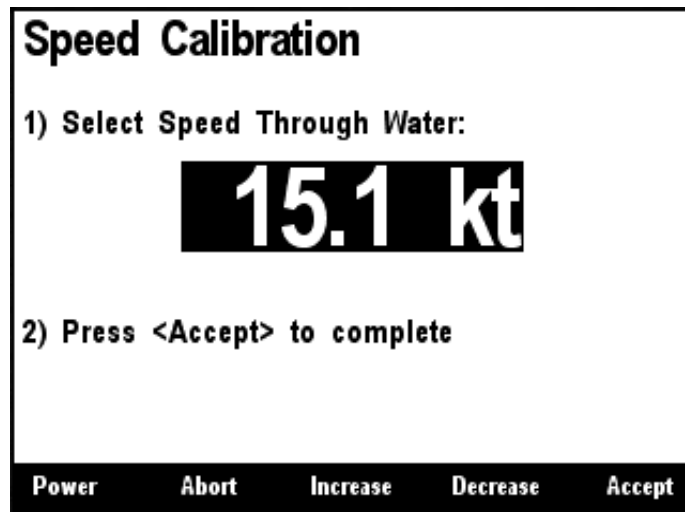 Speed Calibration
1) Select Speed Through Water:
15.1 kt
2) Press <Accept> to complete
Power Abort Increase Decrease Accept